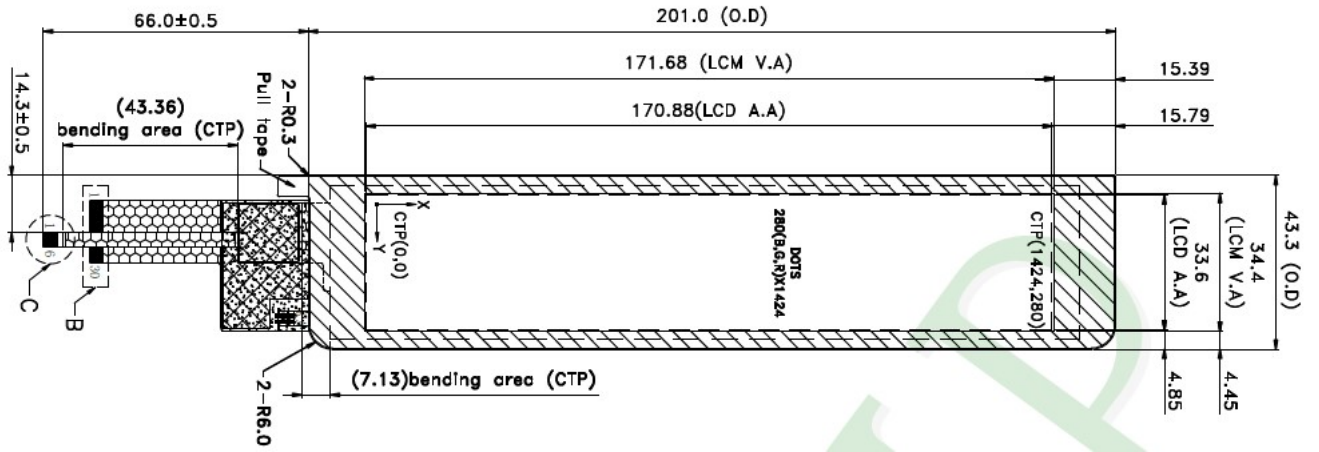 66.0±0.5
201.0 (O.D)
171.68 (LCM V.A)
15.39
170.88(LCD A.A)
15.79
14.3±0.5
(43.36)
bending area (CTP)
Pull tape
2-R0.3
X
Y
CTP(0,0)
DOTS
280(B,G,R)X1424
CTP(1424,280)
33.6
(LCD A.A)
34.4
(LCM V.A)
43.3 (O.D)
1
6
1
30
C
B
(7.13)bending area (CTP)
2-R6.0
4.85
4.45